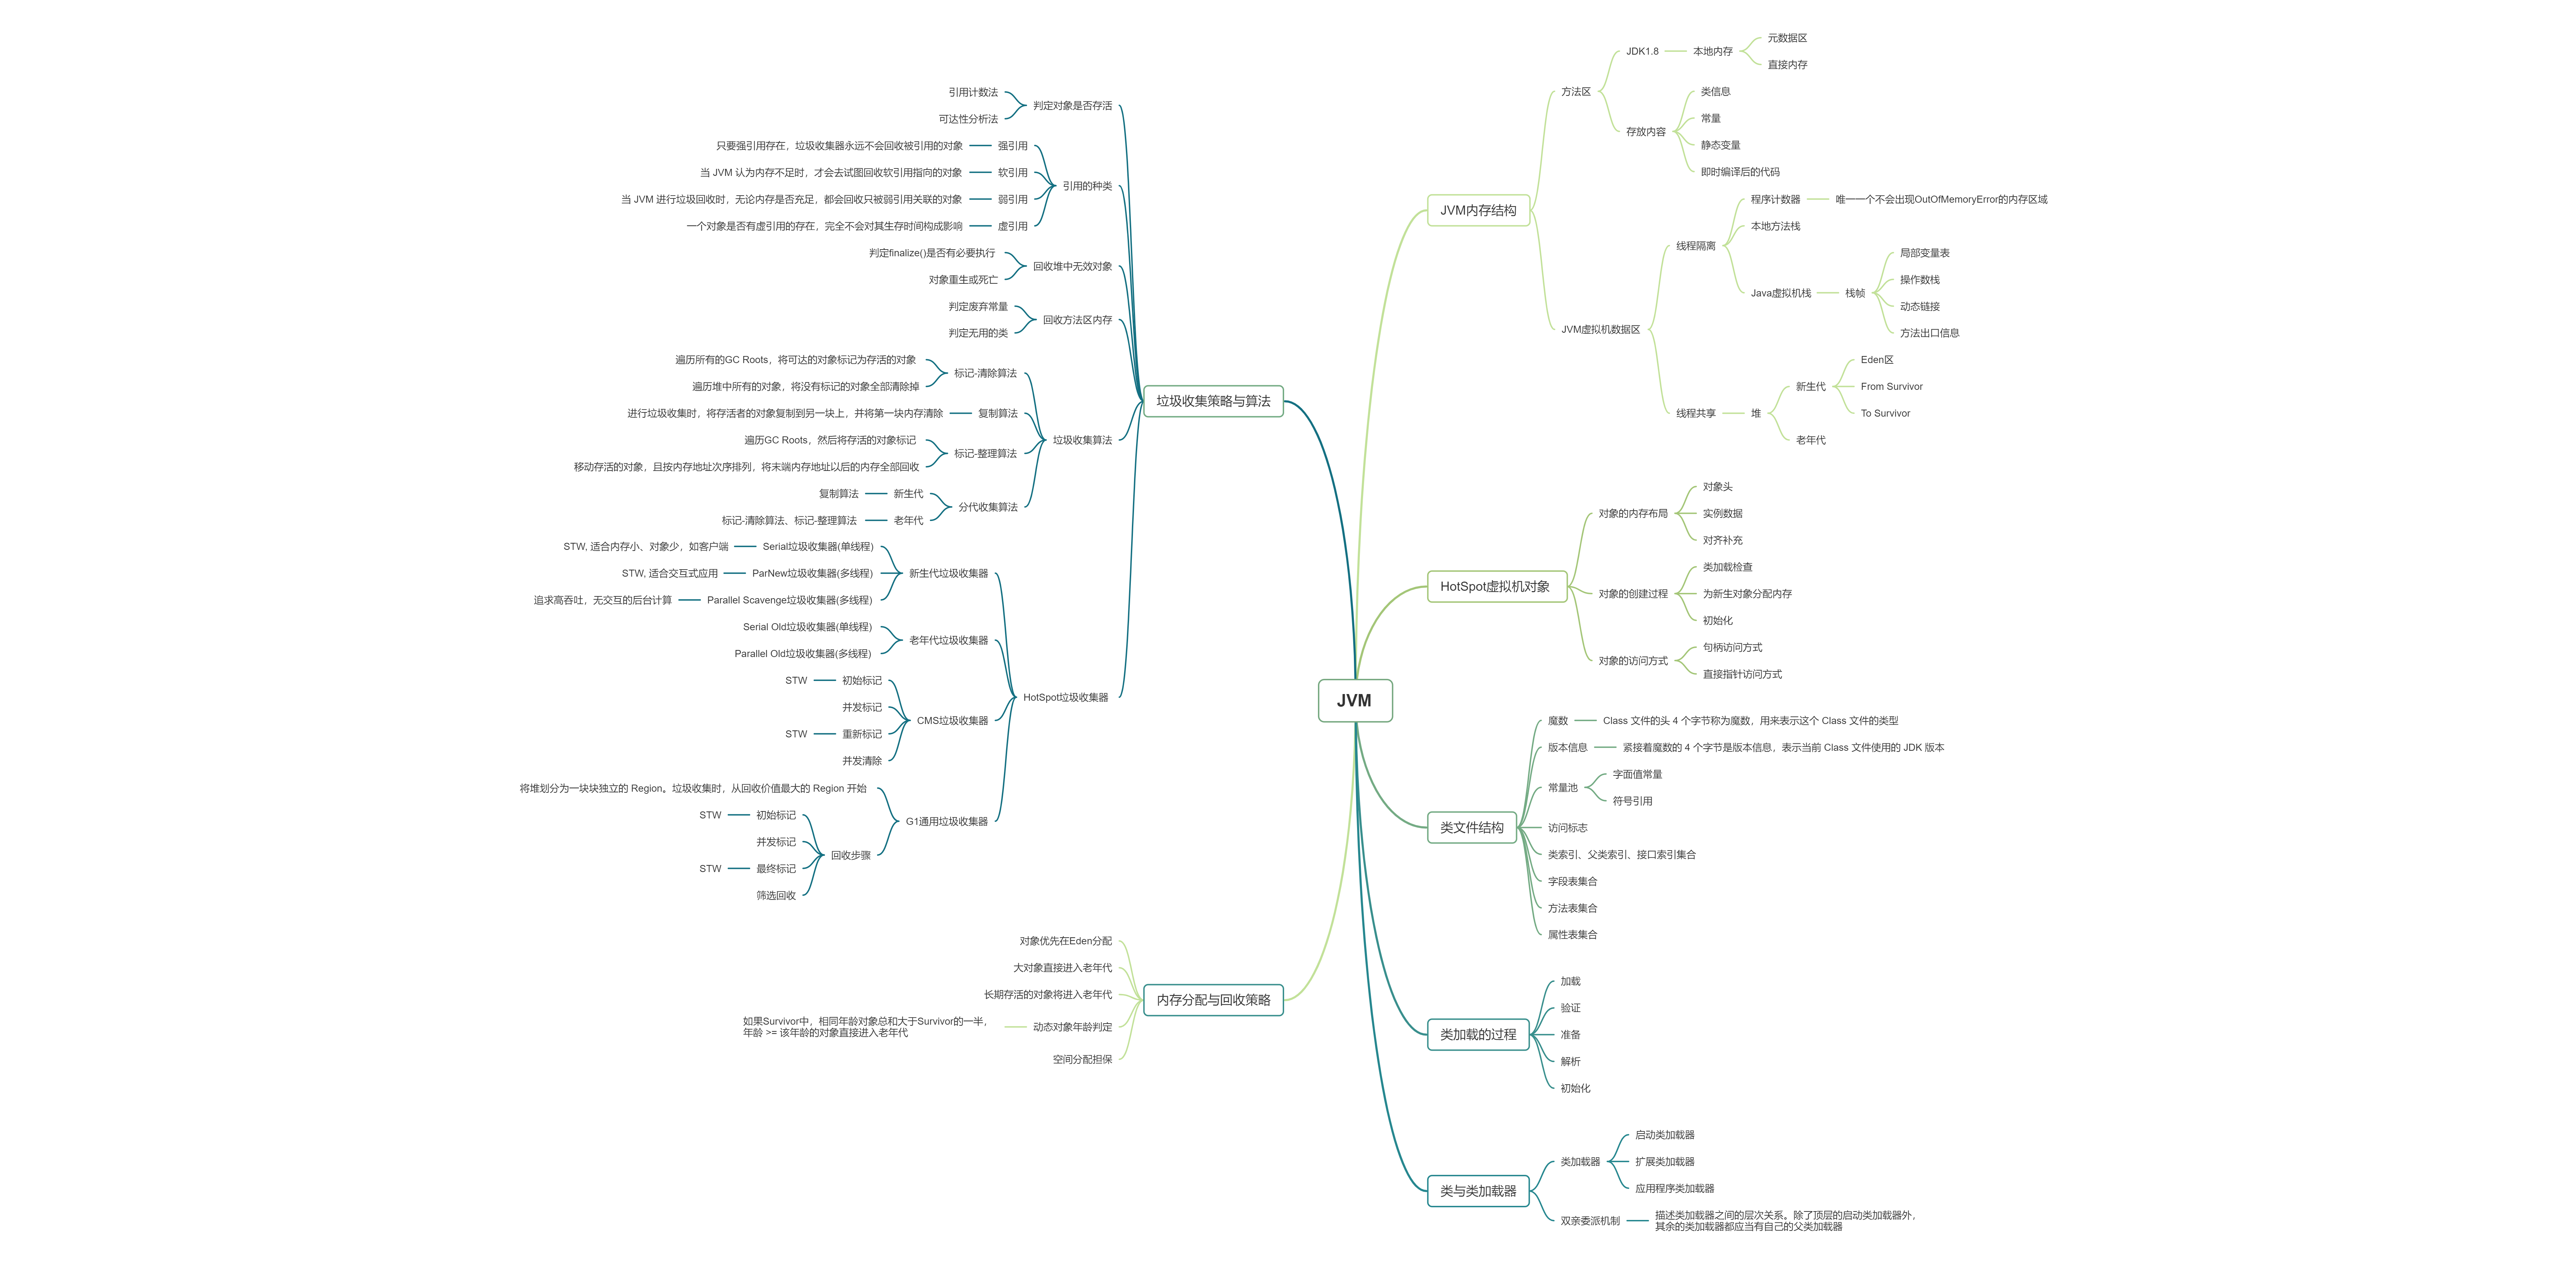 JVM
JVM内存结构
方法区
JDK1.8
本地内存
元数据区
直接内存
存放内容
类信息
常量
静态变量
即时编译后的代码
JVM虚拟机数据区
线程隔离
程序计数器
唯一一个不会出现OutOfMemoryError的内存区域
本地方法栈
Java虚拟机栈
栈帧
局部变量表
操作数栈
动态链接
方法出口信息
线程共享
堆
新生代
Eden区
From Survivor
To Survivor
老年代
HotSpot虚拟机对象
对象的内存布局
对象头
实例数据
对齐补充
对象的创建过程
类加载检查
为新生对象分配内存
初始化
对象的访问方式
句柄访问方式
直接指针访问方式
类文件结构
魔数
Class 文件的头 4 个字节称为魔数，用来表示这个 Class 文件的类型
版本信息
紧接着魔数的 4 个字节是版本信息，表示当前 Class 文件使用的 JDK 版本
常量池
字面值常量
符号引用
访问标志
类索引、父类索引、接口索引集合
字段表集合
方法表集合
属性表集合
类加载的过程
加载
验证
准备
解析
初始化
类与类加载器
类加载器
启动类加载器
扩展类加载器
应用程序类加载器
双亲委派机制
描述类加载器之间的层次关系。除了顶层的启动类加载器外，
其余的类加载器都应当有自己的父类加载器
垃圾收集策略与算法
判定对象是否存活
引用计数法
可达性分析法
引用的种类
强引用
只要强引用存在，垃圾收集器永远不会回收被引用的对象
软引用
当 JVM 认为内存不足时，才会去试图回收软引用指向的对象
弱引用
当 JVM 进行垃圾回收时，无论内存是否充足，都会回收只被弱引用关联的对象
虚引用
一个对象是否有虚引用的存在，完全不会对其生存时间构成影响
回收堆中无效对象
判定finalize()是否有必要执行
对象重生或死亡
回收方法区内存
判定废弃常量
判定无用的类
垃圾收集算法
标记-清除算法
遍历所有的GC Roots，将可达的对象标记为存活的对象
遍历堆中所有的对象，将没有标记的对象全部清除掉
复制算法
进行垃圾收集时，将存活者的对象复制到另一块上，并将第一块内存清除
标记-整理算法
遍历GC Roots，然后将存活的对象标记
移动存活的对象，且按内存地址次序排列，将末端内存地址以后的内存全部回收
分代收集算法
新生代
复制算法
老年代
标记-清除算法、标记-整理算法
HotSpot垃圾收集器
新生代垃圾收集器
Serial垃圾收集器(单线程)
STW, 适合内存小、对象少，如客户端
ParNew垃圾收集器(多线程)
STW, 适合交互式应用
Parallel Scavenge垃圾收集器(多线程)
追求高吞吐，无交互的后台计算
老年代垃圾收集器
Serial Old垃圾收集器(单线程)
Parallel Old垃圾收集器(多线程)
CMS垃圾收集器
初始标记
STW
并发标记
重新标记
STW
并发清除
G1通用垃圾收集器
将堆划分为一块块独立的 Region。垃圾收集时，从回收价值最大的 Region 开始
回收步骤
初始标记
STW
并发标记
最终标记
STW
筛选回收
内存分配与回收策略
对象优先在Eden分配
大对象直接进入老年代
长期存活的对象将进入老年代
动态对象年龄判定
如果Survivor中，相同年龄对象总和大于Survivor的一半，
年龄 >= 该年龄的对象直接进入老年代
空间分配担保